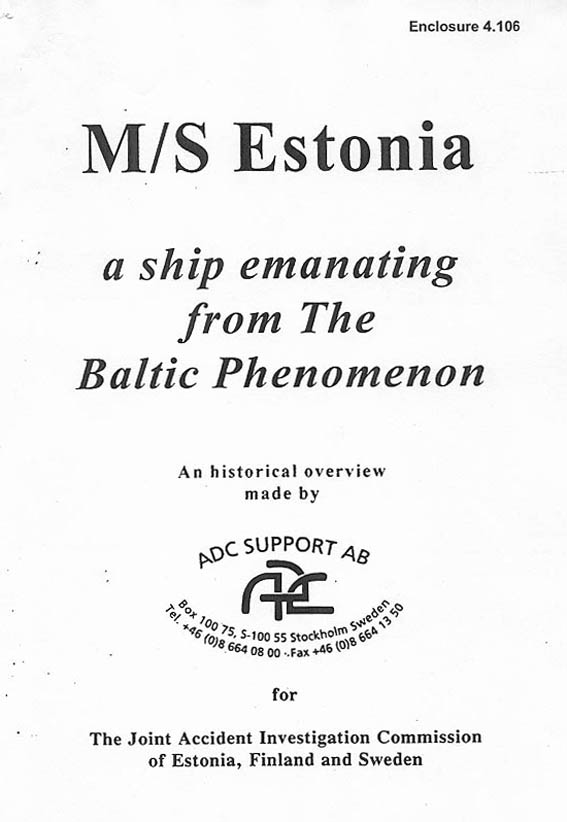 Enclosure 4.106
M/S Estonia
a ship emanating
from The
Baltic Phenomenon
An historical overview
made by
ADC SUPPORT AB
ADC
Box 100 75, S-100 55 Stockholm Sweden
Tel. +46 (0)8 664 08 00 · Fax +46 (0)8 664 13 50
for
The Joint Accident Investigation Commission
of Estonia, Finland and Sweden